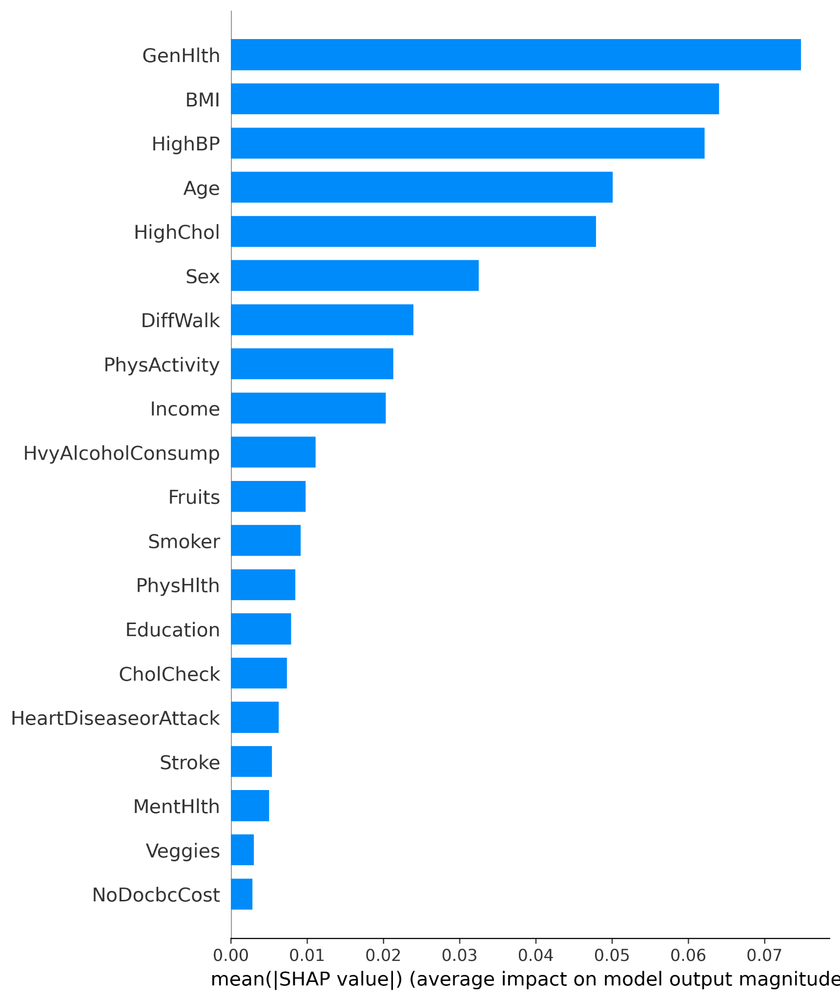 GenHlth
BMI
HighBP
Age
HighChol
Sex
DiffWalk
PhysActivity
Income
HvyAlcoholConsump
Fruits
Smoker
PhysHlth
Education
CholCheck
HeartDiseaseorAttack
Stroke
MentHlth
Veggies
NoDocbcCost
0.00 0.01 0.02 0.03 0.04 0.05 0.06 0.07
mean(|SHAP value|) (average impact on model output magnitude